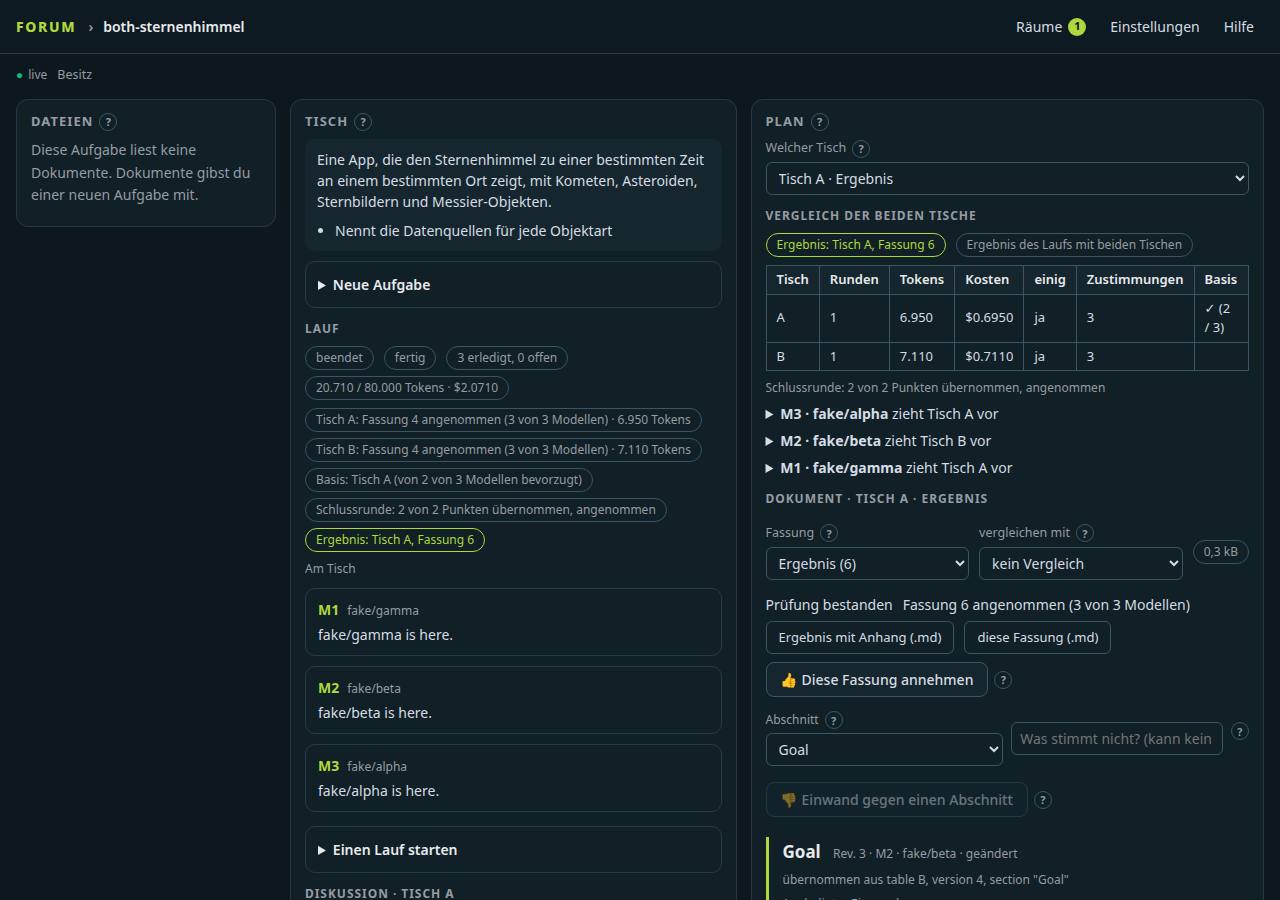 FORUM › both-sternenhimmel
Räume 1 Einstellungen Hilfe
● live Besitz
DATEIEN ?
Diese Aufgabe liest keine
Dokumente. Dokumente gibst du
einer neuen Aufgabe mit.
TISCH ?
Eine App, die den Sternenhimmel zu einer bestimmten Zeit
an einem bestimmten Ort zeigt, mit Kometen, Asteroiden,
Sternbildern und Messier-Objekten.
• Nennt die Datenquellen für jede Objektart
▶ Neue Aufgabe
LAUF
beendet fertig 3 erledigt, 0 offen
20.710 / 80.000 Tokens · $2.0710
Tisch A: Fassung 4 angenommen (3 von 3 Modellen) · 6.950 Tokens
Tisch B: Fassung 4 angenommen (3 von 3 Modellen) · 7.110 Tokens
Basis: Tisch A (von 2 von 3 Modellen bevorzugt)
Schlussrunde: 2 von 2 Punkten übernommen, angenommen
Ergebnis: Tisch A, Fassung 6
Am Tisch
M1 fake/gamma
fake/gamma is here.
M2 fake/beta
fake/beta is here.
M3 fake/alpha
fake/alpha is here.
▶ Einen Lauf starten
DISKUSSION · TISCH A
PLAN ?
Welcher Tisch ?
Tisch A · Ergebnis
VERGLEICH DER BEIDEN TISCHE
Ergebnis: Tisch A, Fassung 6 Ergebnis des Laufs mit beiden Tischen
Tisch Runden Tokens Kosten einig Zustimmungen Basis
A 1 6.950 $0.6950 ja 3 ✓ (2
/ 3)
B 1 7.110 $0.7110 ja 3
Schlussrunde: 2 von 2 Punkten übernommen, angenommen
▶ M3 · fake/alpha zieht Tisch A vor
▶ M2 · fake/beta zieht Tisch B vor
▶ M1 · fake/gamma zieht Tisch A vor
DOKUMENT · TISCH A · ERGEBNIS
Fassung ? vergleichen mit ?
Ergebnis (6) kein Vergleich 0,3 kB
Prüfung bestanden Fassung 6 angenommen (3 von 3 Modellen)
Ergebnis mit Anhang (.md) diese Fassung (.md)
👍 Diese Fassung annehmen ?
Abschnitt ?
Goal Was stimmt nicht? (kann kein ?
👎 Einwand gegen einen Abschnitt ?
Goal Rev. 3 · M2 · fake/beta · geändert
übernommen aus table B, version 4, section "Goal"